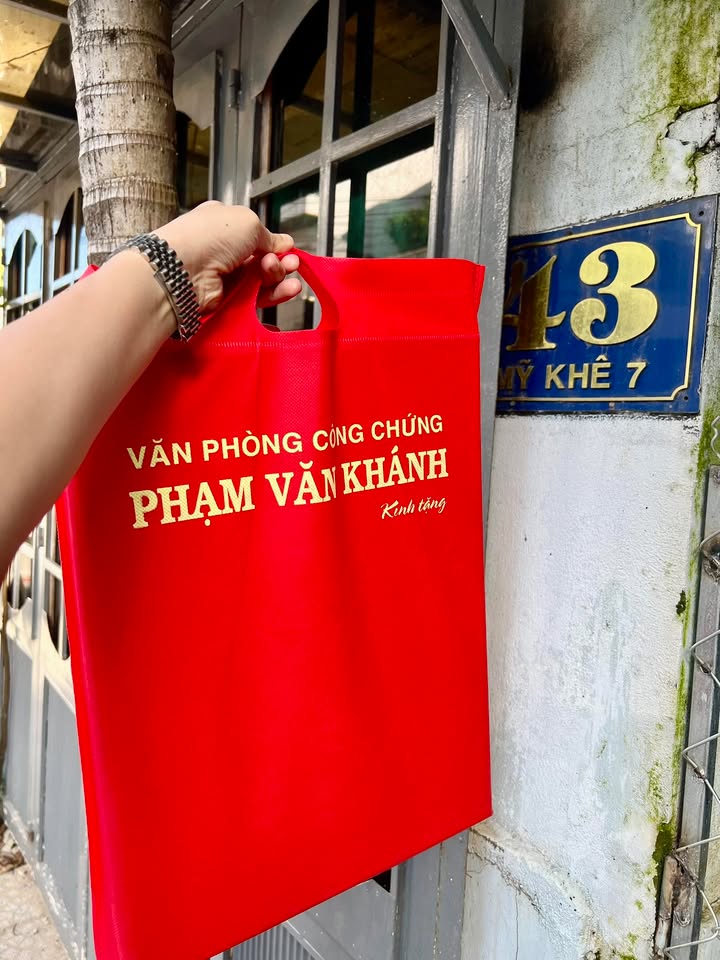 VĂN PHÒNG CÔNG CHỨNG
PHẠM VĂN KHÁNH
Kính tặng
43
MỸ KHÊ 7